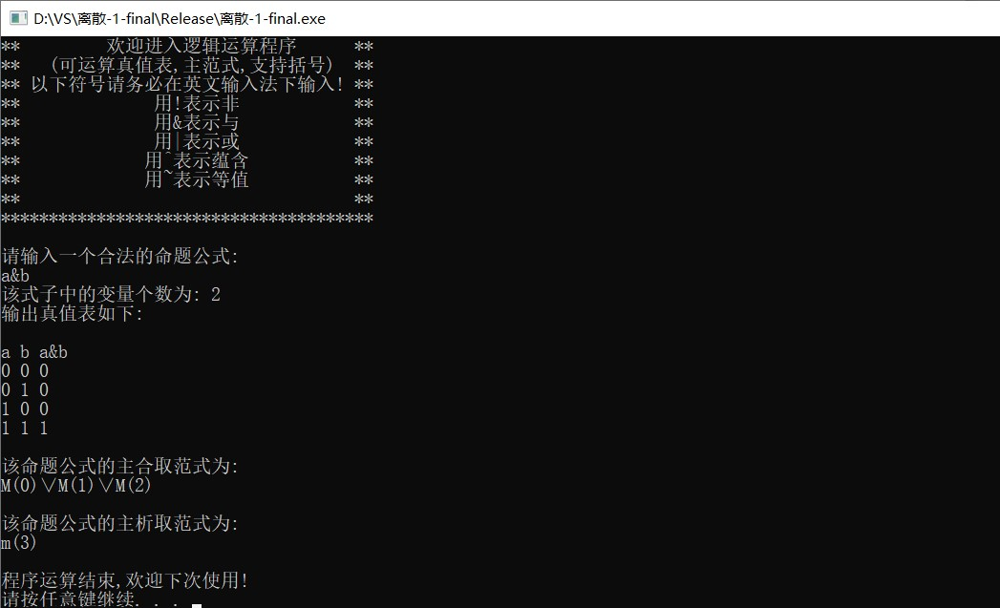 D:\VS\离散-1-final\Release\离散-1-final.exe
** 欢迎进入逻辑运算程序 **
** (可运算真值表,主范式,支持括号) **
** 以下符号请务必在英文输入法下输入! **
** 用!表示非 **
** 用&表示与 **
** 用|表示或 **
** 用^表示蕴含 **
** 用~表示等值 **
** **
***************************************
请输入一个合法的命题公式:
a&b
该式子中的变量个数为: 2
输出真值表如下:
a b a&b
0 0 0
0 1 0
1 0 0
1 1 1
该命题公式的主合取范式为:
M(0)∨M(1)∨M(2)
该命题公式的主析取范式为:
m(3)
程序运算结束,欢迎下次使用!
请按任意键继续. . .